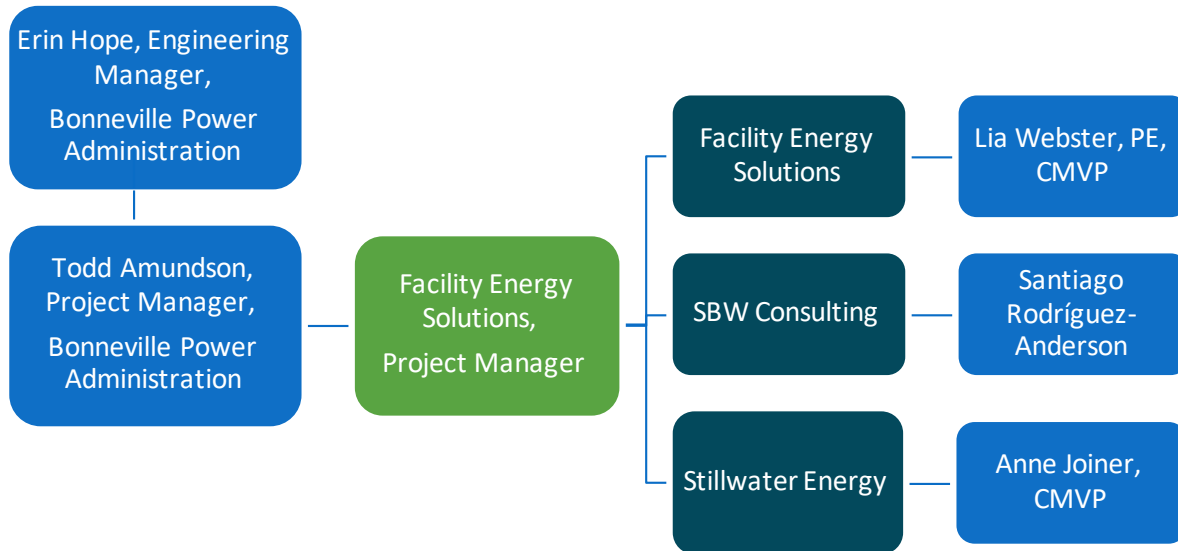 Erin Hope, Engineering
Manager,
Bonneville Power
Administration
Todd Amundson,
Project Manager,
Bonneville Power
Administration
Facility Energy
Solutions,
Project Manager
Facility Energy
Solutions
Lia Webster, PE,
CMVP
SBW Consulting
Santiago
Rodríguez-
Anderson
Stillwater Energy
Anne Joiner,
CMVP